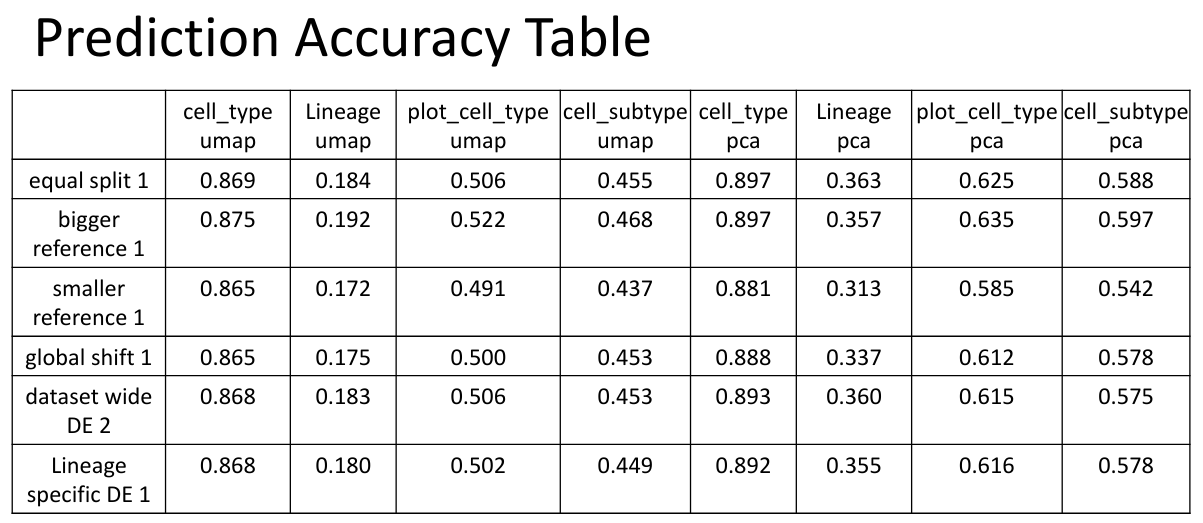 Prediction Accuracy Table
cell_type Lineage plot_cell_type cell_subtype cell_type Lineage plot_cell_type cell_subtype
umap umap umap umap pca pca pca pca
equal split 1 0.869 0.184 0.506 0.455 0.897 0.363 0.625 0.588
bigger 0.875 0.192 0.522 0.468 0.897 0.357 0.635 0.597
reference 1
smaller 0.865 0.172 0.491 0.437 0.881 0.313 0.585 0.542
reference 1
global shift 1 0.865 0.175 0.500 0.453 0.888 0.337 0.612 0.578
dataset wide 0.868 0.183 0.506 0.453 0.893 0.360 0.615 0.575
DE 2
Lineage 0.868 0.180 0.502 0.449 0.892 0.355 0.616 0.578
specific DE 1